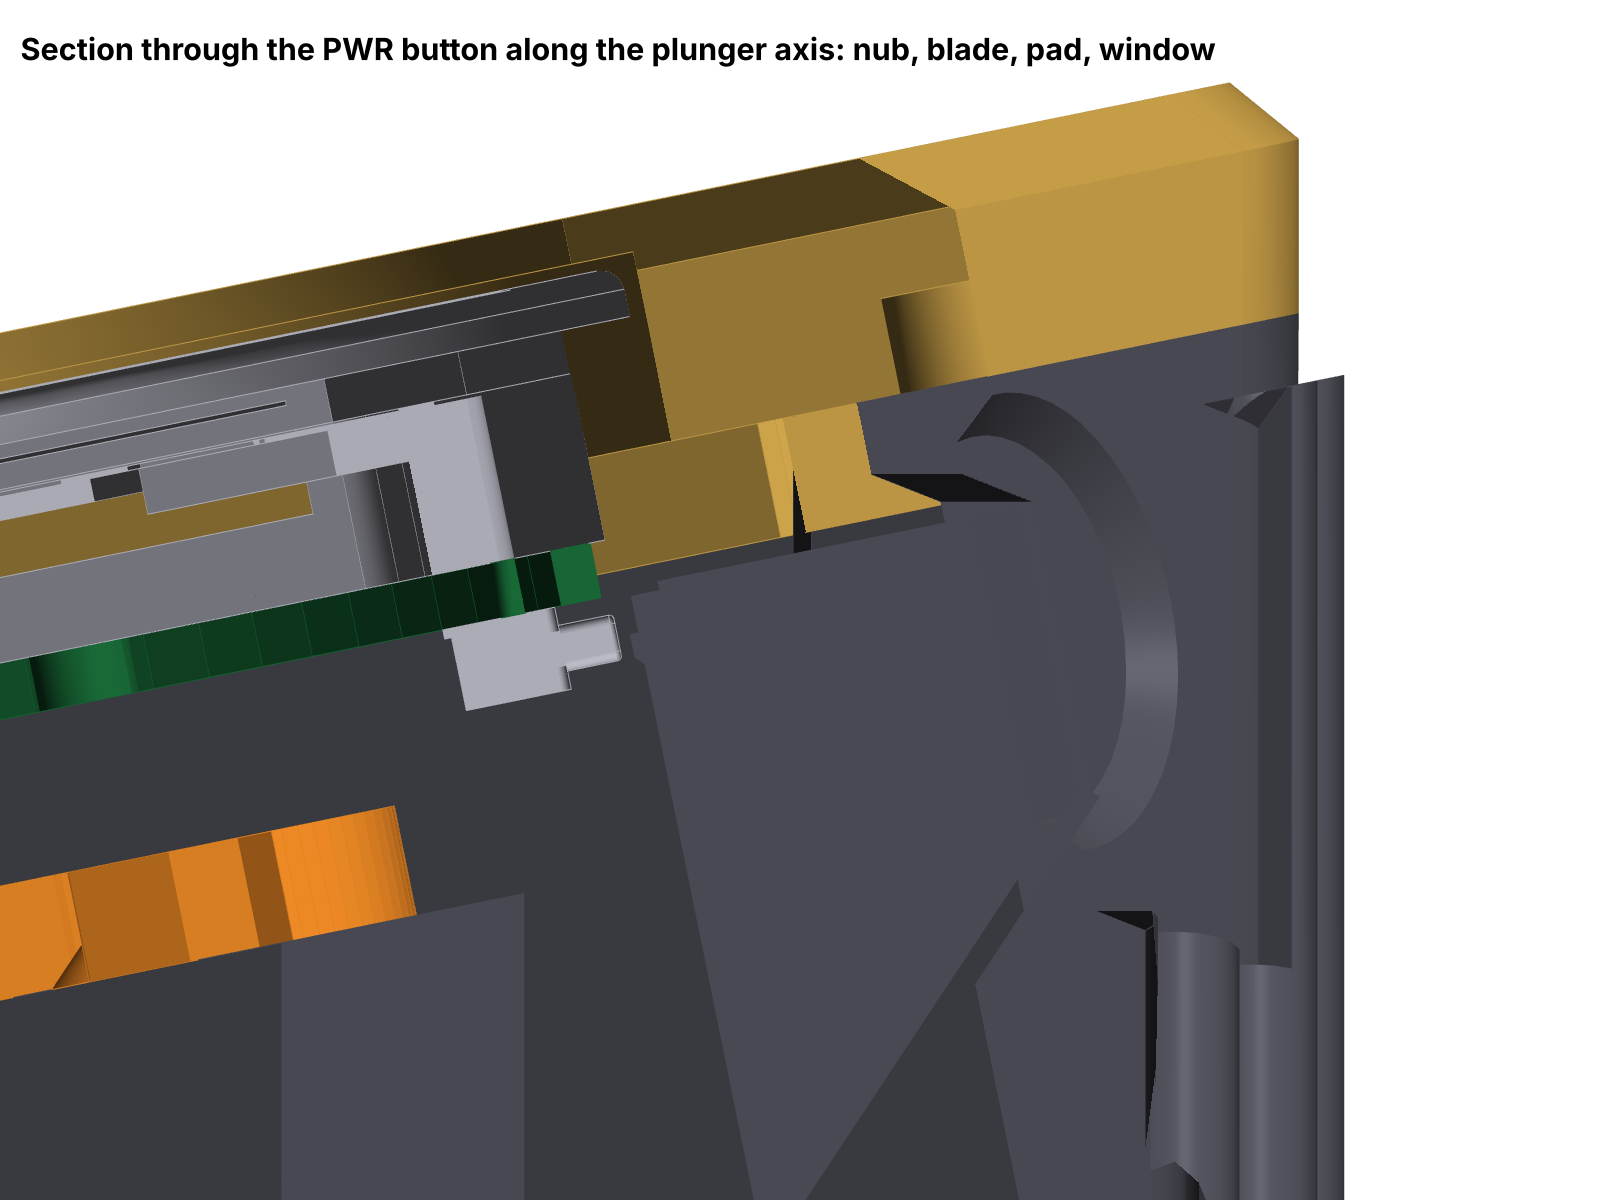 Section through the PWR button along the plunger axis: nub, blade, pad, window